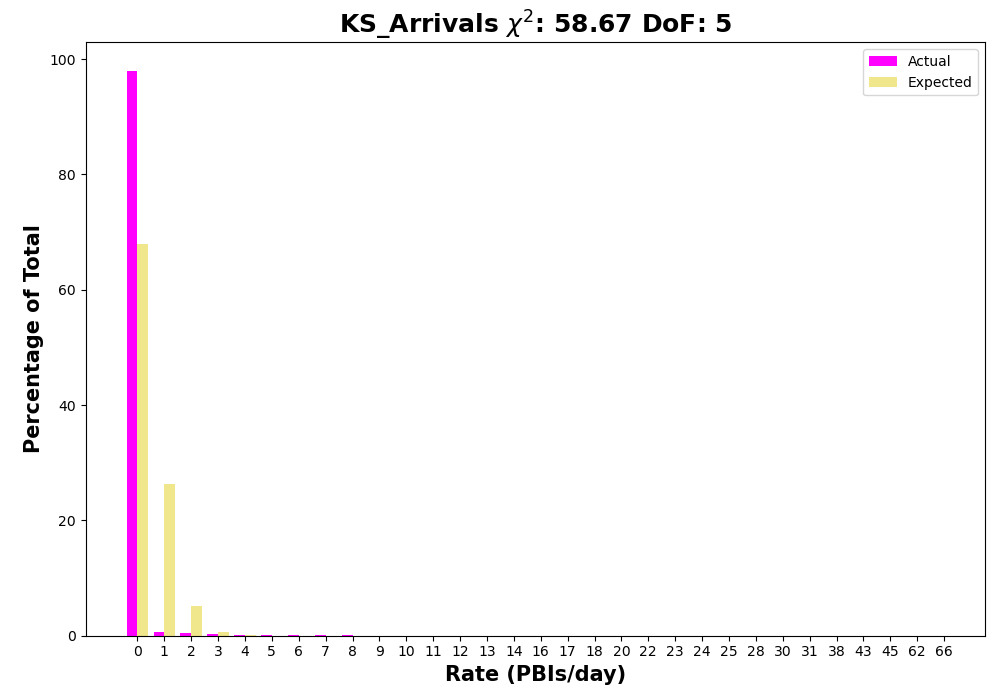 KS_Arrivals χ²: 58.67 DoF: 5
Actual
Expected
Percentage of Total
100
80
60
40
20
0
0 1 2 3 4 5 6 7 8 9 10 11 12 13 14 16 17 18 20 22 23 24 25 28 30 31 38 43 45 62 66
Rate (PBIs/day)